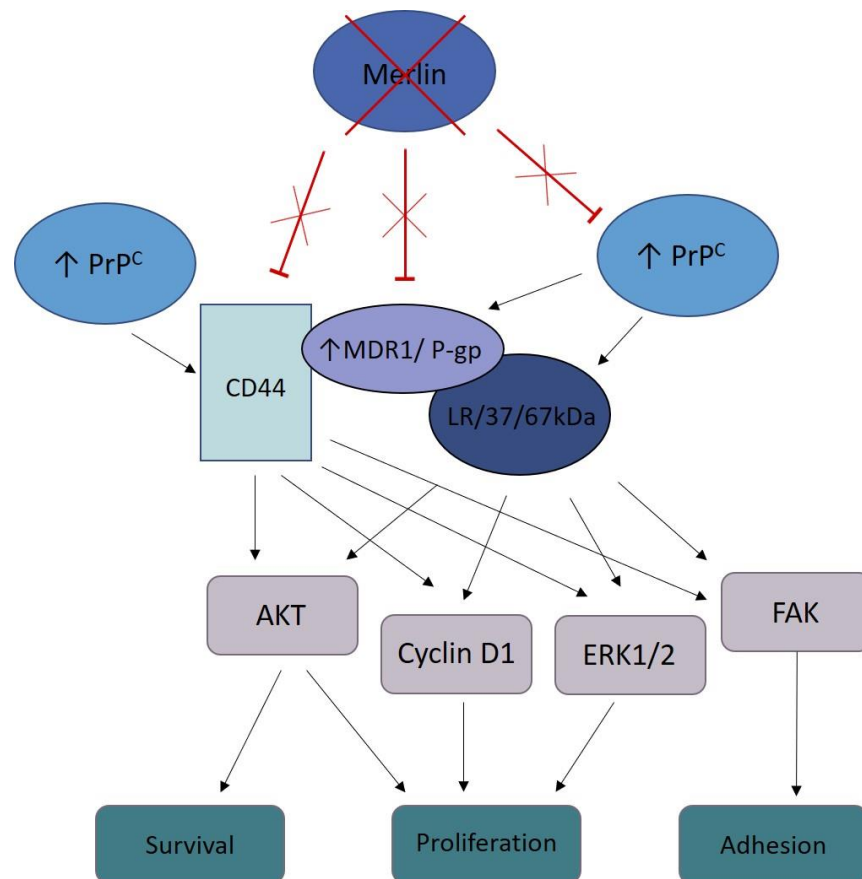 Merlin
↑ PrPᶜ
↑ PrPᶜ
↑MDR1/ P-gp
CD44
LR/37/67kDa
AKT
Cyclin D1
ERK1/2
FAK
Survival
Proliferation
Adhesion